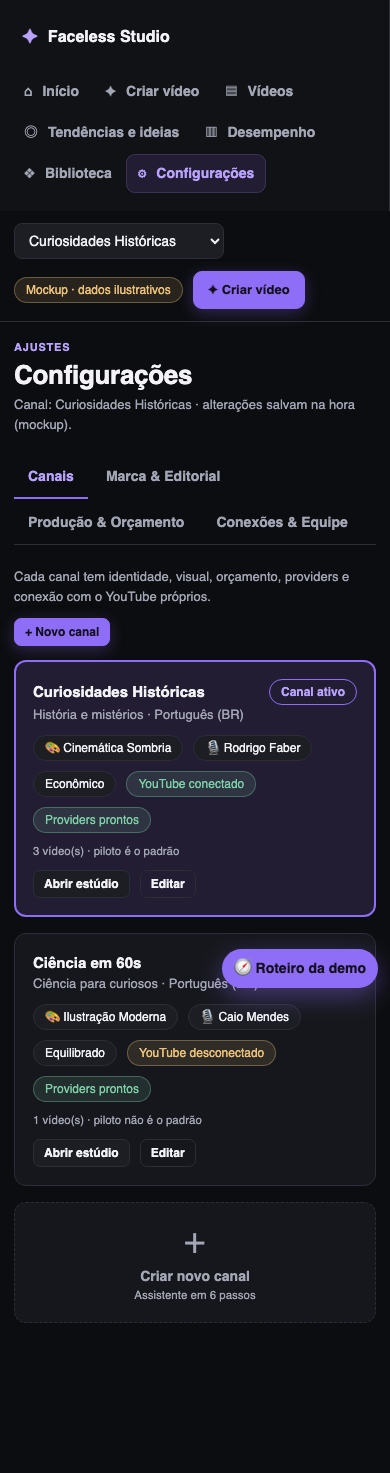 Faceless Studio
Início
Criar vídeo
Vídeos
Tendências e ideias
Desempenho
Biblioteca
Configurações
Curiosidades Históricas
Mockup · dados ilustrativos
✦ Criar vídeo
AJUSTES
Configurações
Canal: Curiosidades Históricas · alterações salvam na hora
(mockup).
Canais
Marca & Editorial
Produção & Orçamento
Conexões & Equipe
Cada canal tem identidade, visual, orçamento, providers e
conexão com o YouTube próprios.
+ Novo canal
Curiosidades Históricas
Canal ativo
História e mistérios · Português (BR)
🎨 Cinemática Sombria
🎙️ Rodrigo Faber
Econômico
YouTube conectado
Providers prontos
3 vídeo(s) · piloto é o padrão
Abrir estúdio
Editar
Ciência em 60s
🧭 Roteiro da demo
Ciência para curiosos · Português
🎨 Ilustração Moderna
🎙️ Caio Mendes
Equilibrado
YouTube desconectado
Providers prontos
1 vídeo(s) · piloto não é o padrão
Abrir estúdio
Editar
+
Criar novo canal
Assistente em 6 passos